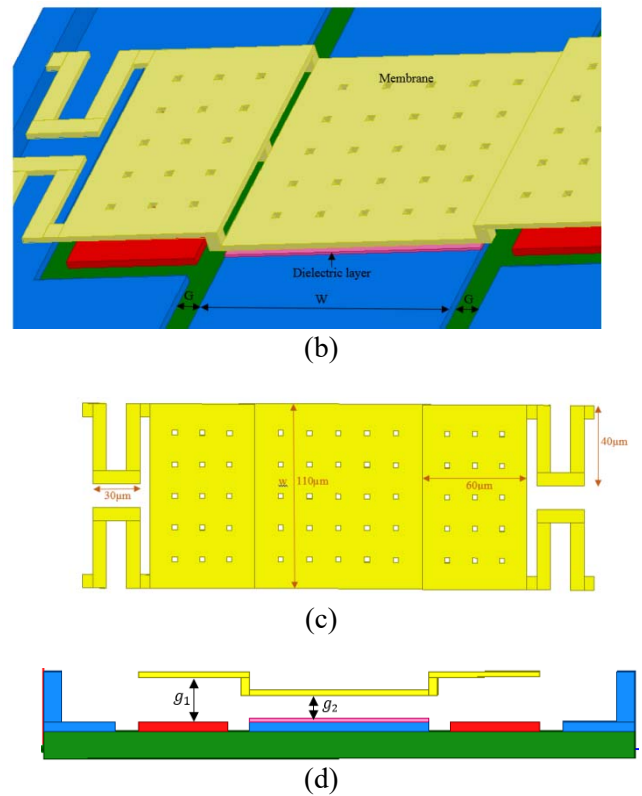 Membrane
Dielectric layer
G
W
G
(b)
30µm
w
110µm
60µm
40µm
(c)
g₁
g₂
(d)